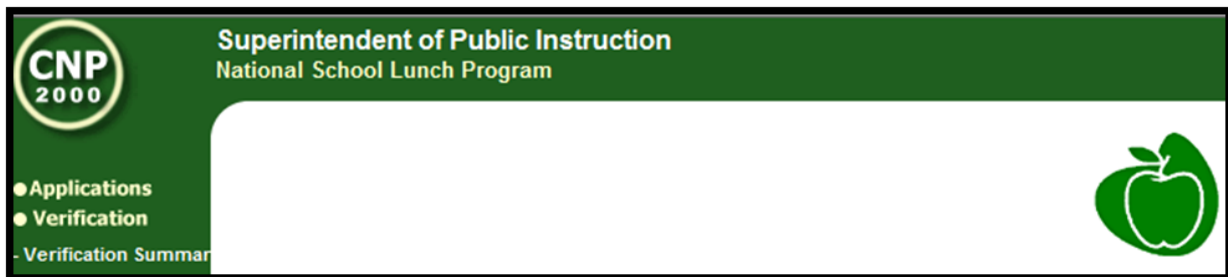 CNP
2000
Superintendent of Public Instruction
National School Lunch Program
Applications
Verification
- Verification Summar